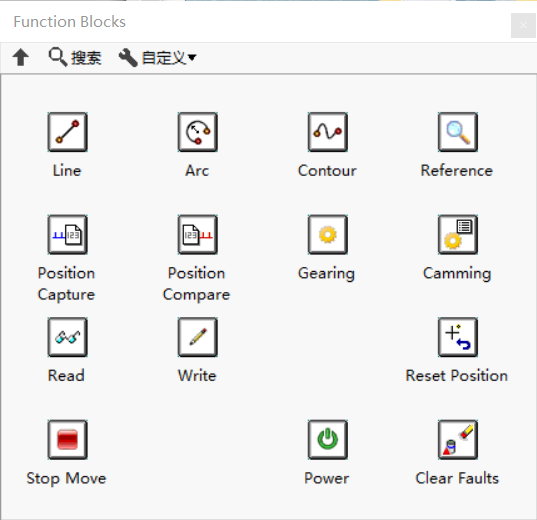 Function Blocks
搜索 自定义
Line Arc Contour Reference
Position Position Gearing Camming
Capture Compare
Read Write Reset Position
Stop Move Power Clear Faults